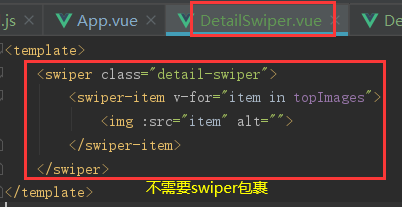 .js App.vue DetailSwiper.vue De
<template>
<swiper class="detail-swiper">
<swiper-item v-for="item in topImages">
<img :src="item" alt="">
</swiper-item>
</swiper>
不需要swiper包裹
</template>